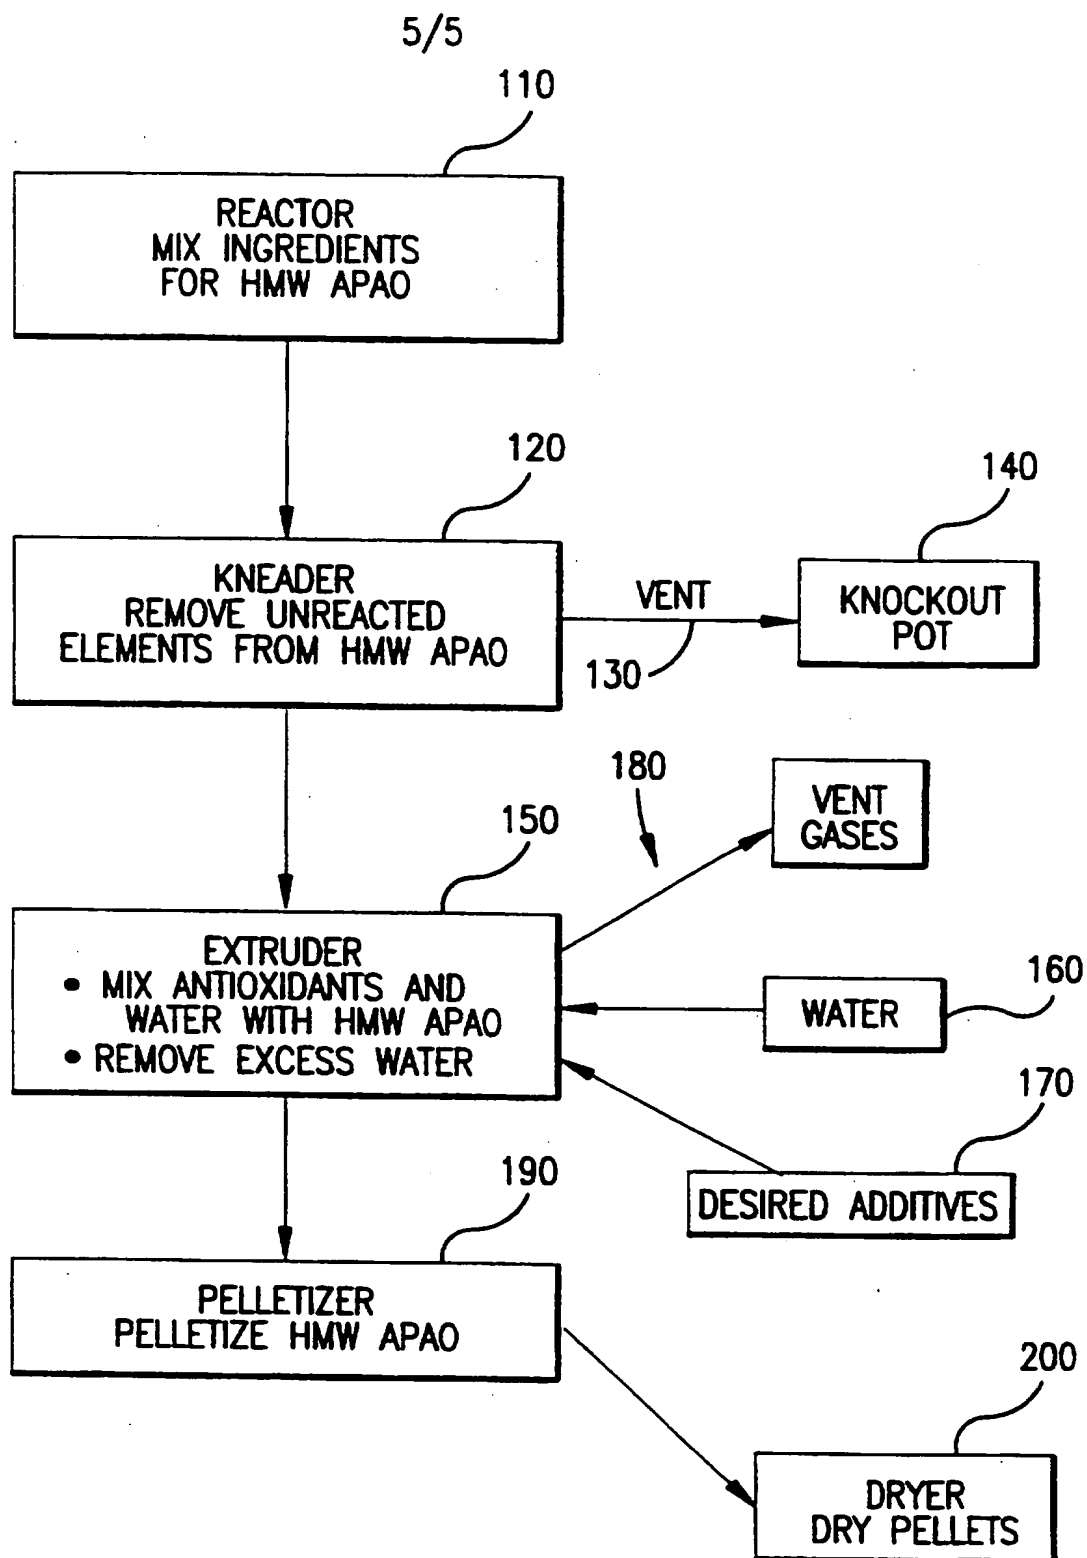 5/5
110
REACTOR
MIX INGREDIENTS
FOR HMW APAO
120
KNEADER
REMOVE UNREACTED
ELEMENTS FROM HMW APAO
VENT
130
140
KNOCKOUT
POT
180
VENT
GASES
150
EXTRUDER
• MIX ANTIOXIDANTS AND
WATER WITH HMW APAO
• REMOVE EXCESS WATER
160
WATER
170
DESIRED ADDITIVES
190
PELLETIZER
PELLETIZE HMW APAO
200
DRYER
DRY PELLETS